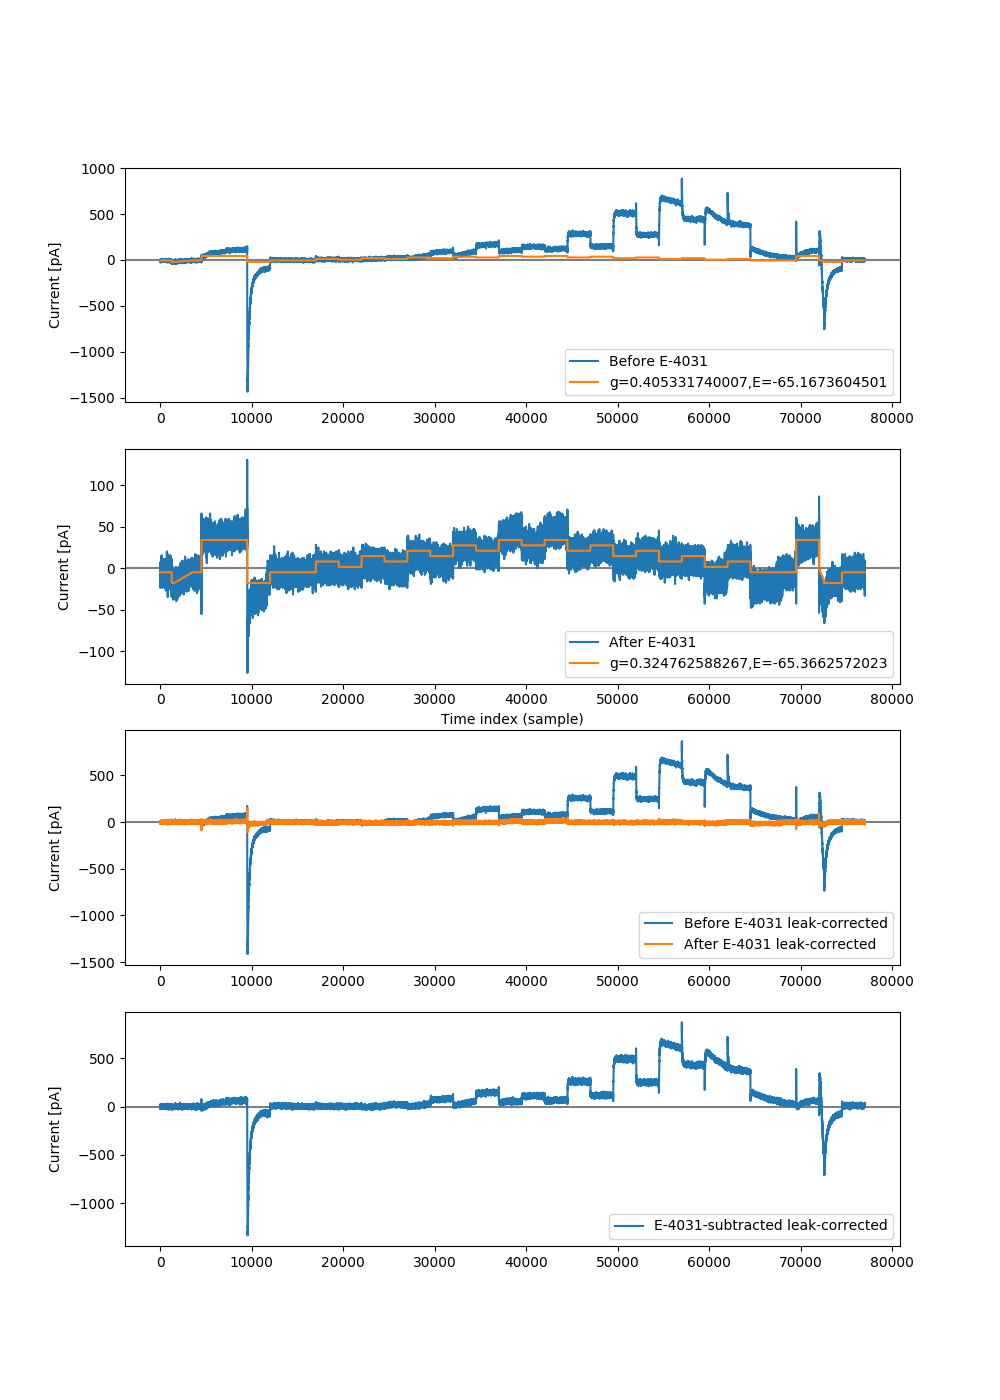 1000
500
0
−500
−1000
−1500
Current [pA]
Before E-4031
g=0.405331740007,E=-65.1673604501
0 10000 20000 30000 40000 50000 60000 70000 80000
100
50
0
−50
−100
Current [pA]
After E-4031
g=0.324762588267,E=-65.3662572023
0 10000 20000 30000 40000 50000 60000 70000 80000
Time index (sample)
500
0
−500
−1000
−1500
Current [pA]
Before E-4031 leak-corrected
After E-4031 leak-corrected
0 10000 20000 30000 40000 50000 60000 70000 80000
500
0
−500
−1000
Current [pA]
E-4031-subtracted leak-corrected
0 10000 20000 30000 40000 50000 60000 70000 80000